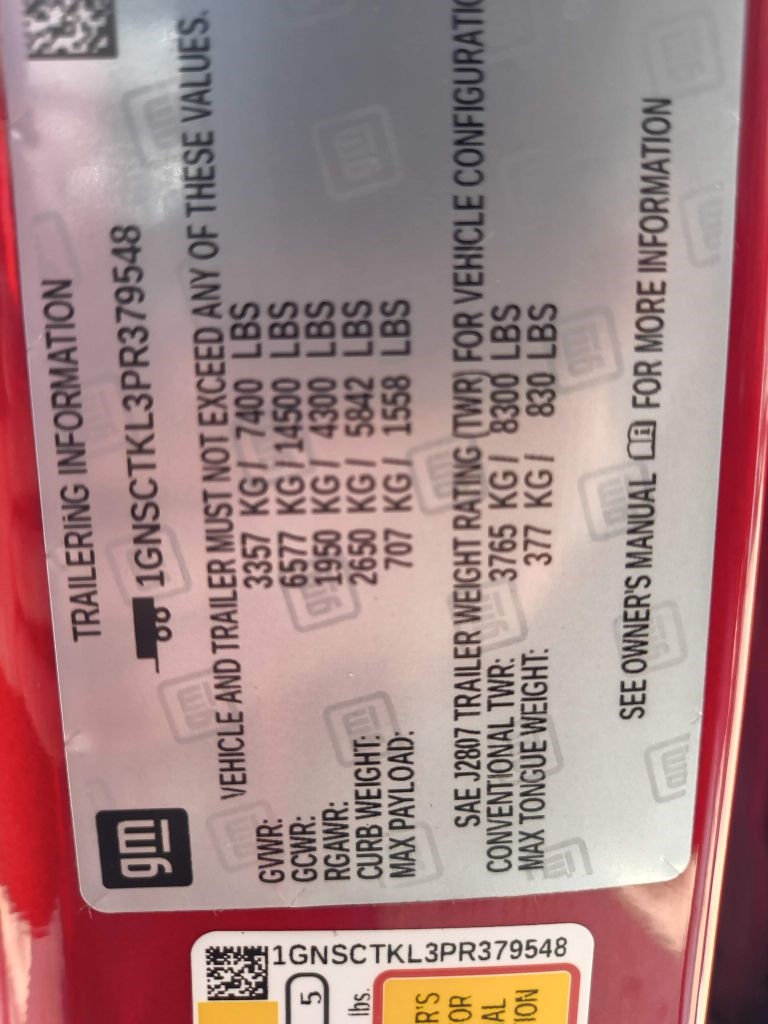 gm
TRAILERING INFORMATION
1GNSCTKL3PR379548
VEHICLE AND TRAILER MUST NOT EXCEED ANY OF THESE VALUES.
GVWR: 3357 KG / 7400 LBS
GCWR: 6577 KG / 14500 LBS
RGAWR: 1950 KG / 4300 LBS
CURB WEIGHT: 2650 KG / 5842 LBS
MAX PAYLOAD: 707 KG / 1558 LBS
SAE J2807 TRAILER WEIGHT RATING (TWR) FOR VEHICLE
CONVENTIONAL TWR: 3765 KG / 8300 LBS
MAX TONGUE WEIGHT: 377 KG / 830 LBS
SEE OWNER'S MANUAL FOR MORE INFORMATION
1GNSCTKL3PR379548
5
lbs.